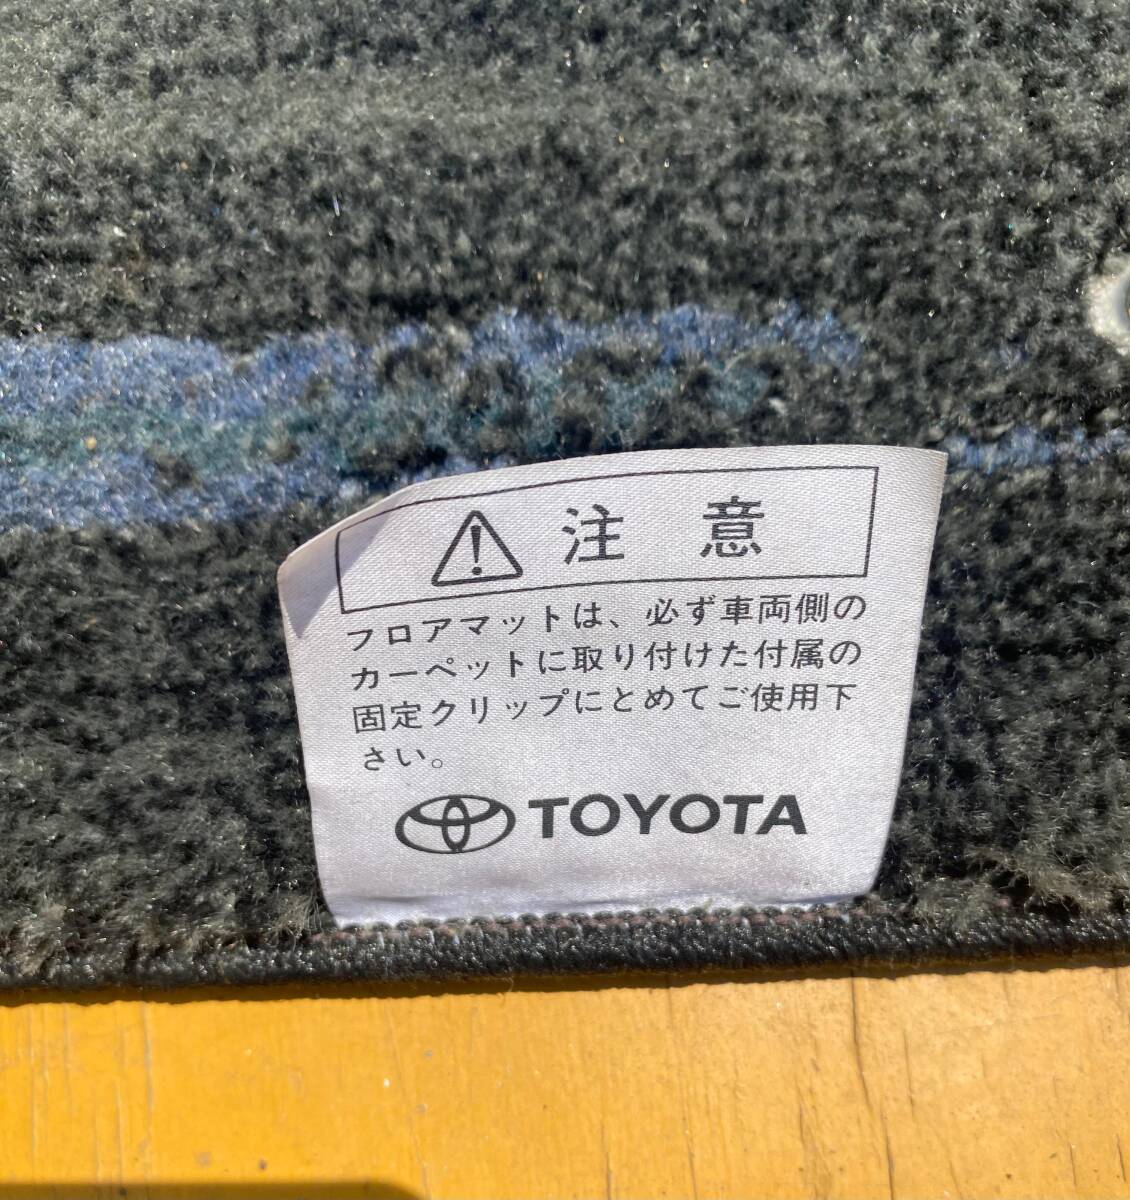 注 意
フロアマットは、必ず車両側の
カーペットに取り付けた付属の
固定クリップにとめてご使用下
さい。
TOYOTA